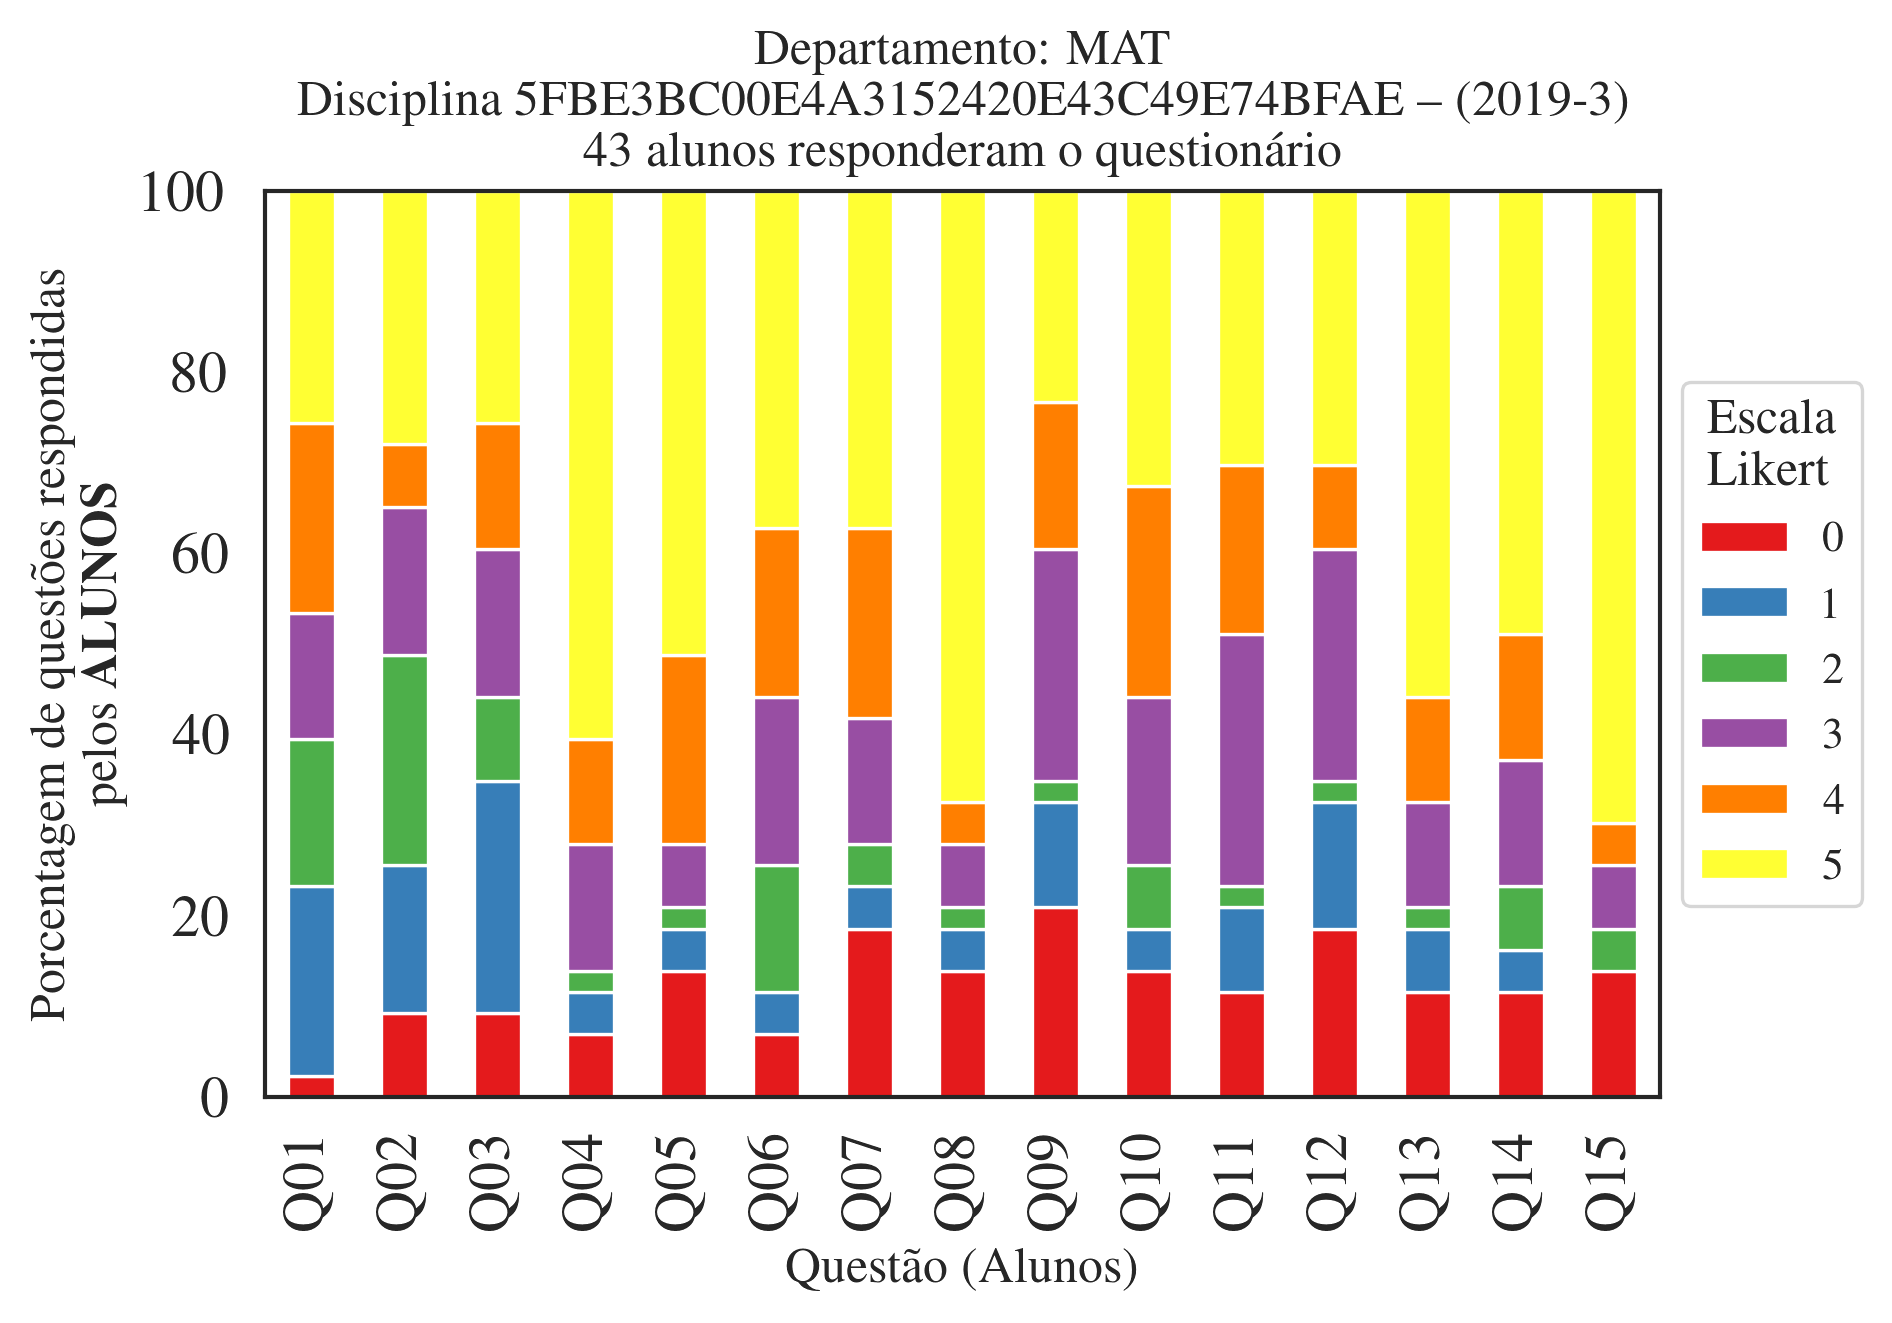 Departamento: MAT
Disciplina 5FBE3BC00E4A3152420E43C49E74BFAE – (2019-3)
43 alunos responderam o questionário
Porcentagem de questões respondidas
pelos ALUNOS
100
80
60
40
20
0
Q01
Q02
Q03
Q04
Q05
Q06
Q07
Q08
Q09
Q10
Q11
Q12
Q13
Q14
Q15
Questão (Alunos)
Escala
Likert
0
1
2
3
4
5